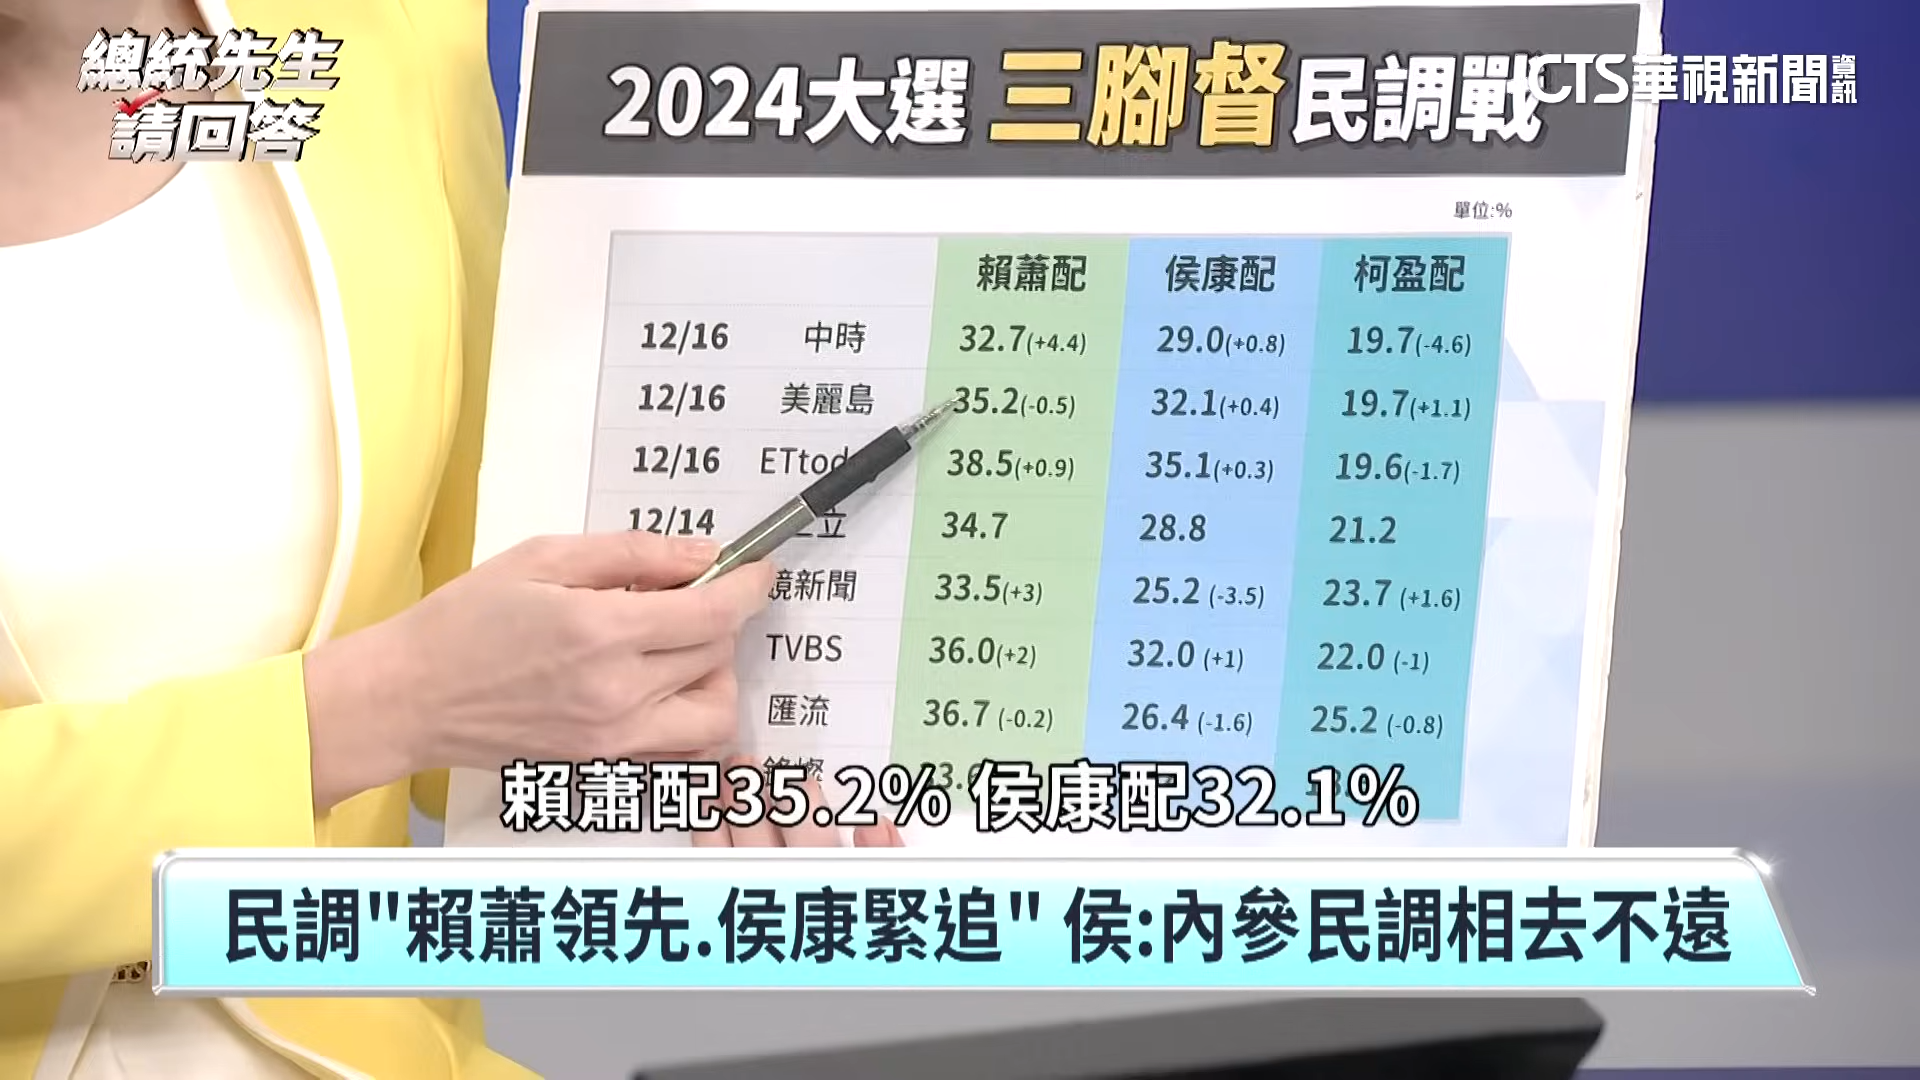 總統先生
請回答
2024大選 三腳督民調戰
CTS華視新聞資訊
單位:%
賴蕭配 侯康配 柯盈配
12/16 中時 32.7(+4.4) 29.0(+0.8) 19.7(-4.6)
12/16 美麗島 35.2(-0.5) 32.1(+0.4) 19.7(+1.1)
12/16 ETtod 38.5(+0.9) 35.1(+0.3) 19.6(-1.7)
12/14 立 34.7 28.8 21.2
鏡新聞 33.5(+3) 25.2 (-3.5) 23.7 (+1.6)
TVBS 36.0(+2) 32.0 (+1) 22.0 (-1)
匯流 36.7 (-0.2) 26.4 (-1.6) 25.2 (-0.8)
賴蕭配35.2% 侯康配32.1%
民調"賴蕭領先.侯康緊追" 侯:內參民調相去不遠